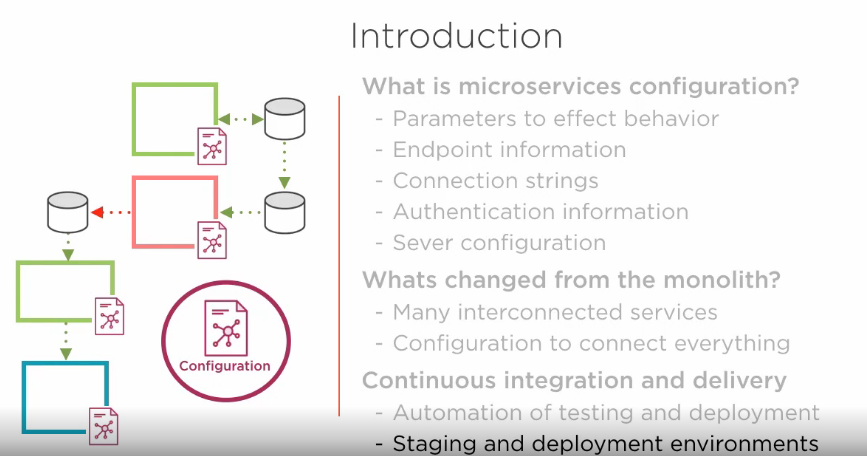 Introduction
What is microservices configuration?
- Parameters to effect behavior
- Endpoint information
- Connection strings
- Authentication information
- Sever configuration
Whats changed from the monolith?
- Many interconnected services
- Configuration to connect everything
Continuous integration and delivery
- Automation of testing and deployment
- Staging and deployment environments
Configuration